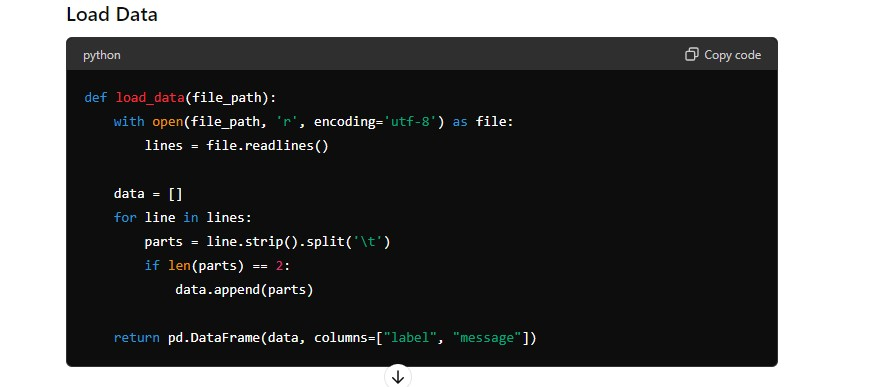 Load Data
python
Copy code
def load_data(file_path):
    with open(file_path, 'r', encoding='utf-8') as file:
        lines = file.readlines()
    data = []
    for line in lines:
        parts = line.strip().split('\t')
        if len(parts) == 2:
            data.append(parts)
    return pd.DataFrame(data, columns=["label", "message"])